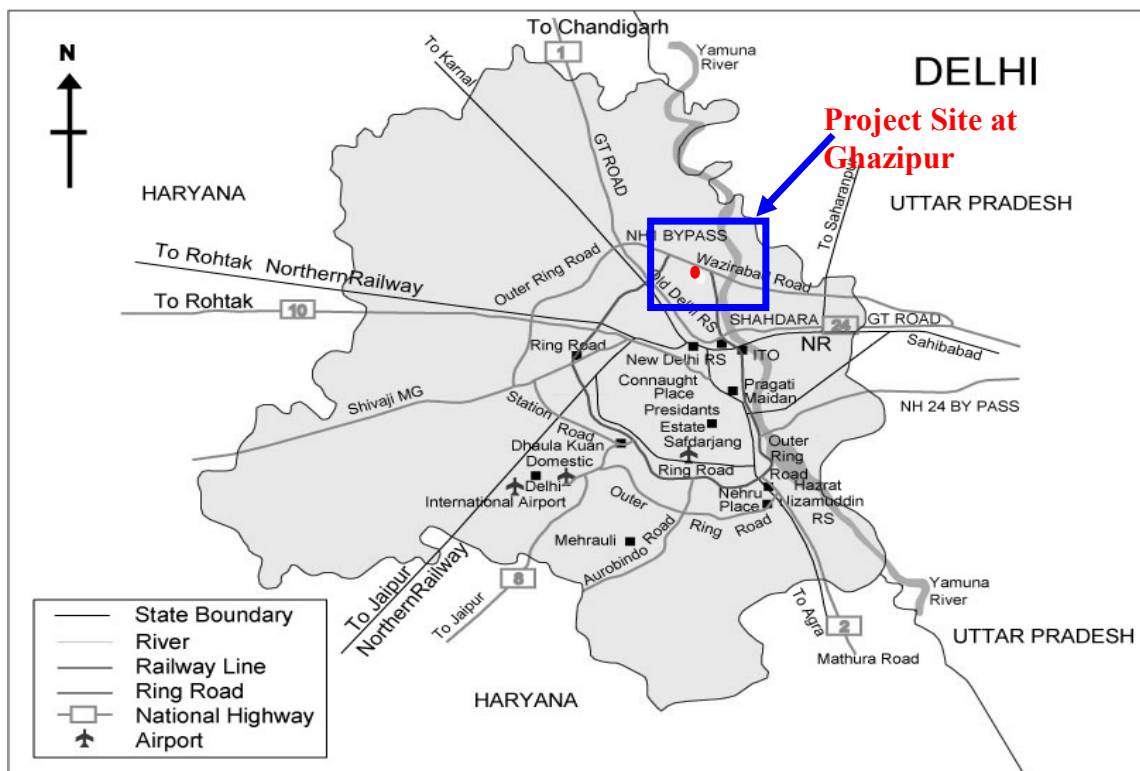 To Chandigarh
N
1
To Karnal
Yamuna
River
DELHI
Project Site at
Ghazipur
GT ROAD
HARYANA
UTTAR PRADESH
To Saharanpur
NH1 BYPASS
Wazirabad Road
Outer Ring Road
To Rohtak NorthernRailway
To Rohtak
10
Old Delhi RS
SHAHDARA
24
GT ROAD
NR
Sahibabad
Ring Road
New Delhi RS
ITO
Connaught
Place
Pragati
Maidan
Shivaji MG
Station
Road
NH 24 BY PASS
Presidants
Estate
Safdarjang
Dhaula Kuan
Domestic
Delhi
International Airport
Ring Road
Outer
Ring
Road
Hazrat
Nizamuddin
RS
Nehru
Place
Outer
Ring
Road
Mehrauli
Aurobindo Road
8
To Jaipur
NorthernRailway
To Jaipur
To Agra
2
Mathura Road
Yamuna
River
UTTAR PRADESH
HARYANA
State Boundary
River
Railway Line
Ring Road
National Highway
Airport